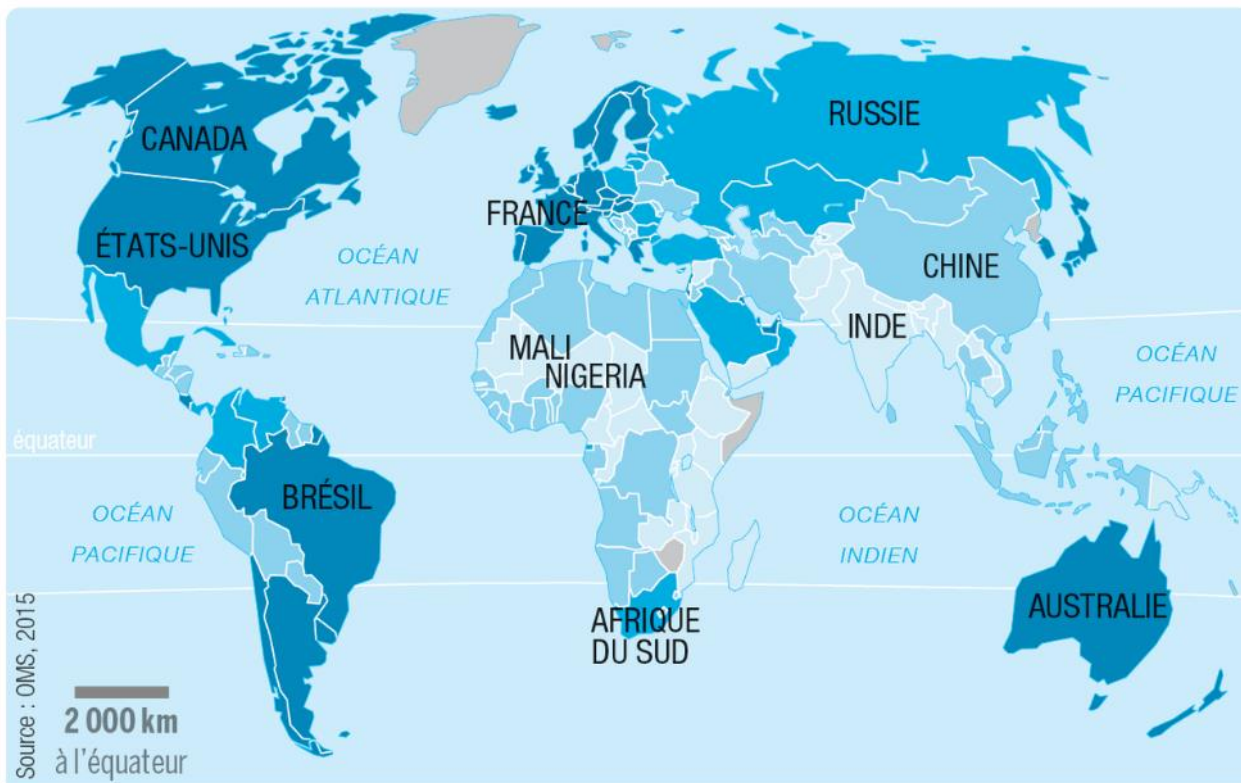 CANADA
RUSSIE
FRANCE
ÉTATS-UNIS
OCÉAN
ATLANTIQUE
CHINE
MALI
NIGERIA
INDE
OCÉAN
PACIFIQUE
équateur
BRÉSIL
OCÉAN
PACIFIQUE
OCÉAN
INDIEN
AFRIQUE
DU SUD
AUSTRALIE
Source : OMS, 2015
2 000 km
à l'équateur